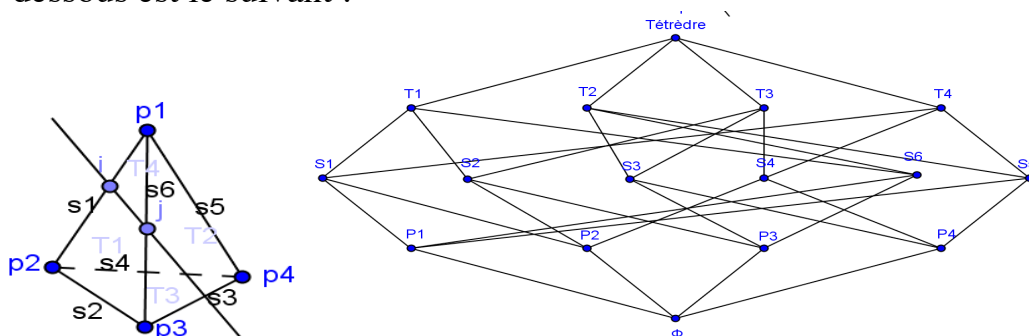 dessous est le suivant :
Tétrèdre
T1 T2 T3 T4
S1 S2 S3 S4 S6
P1 P2 P3 P4
Φ
p1
i T4
s1 s6 s5
j
T1 T2
p2 s4 p4
T3 s3
s2
p3